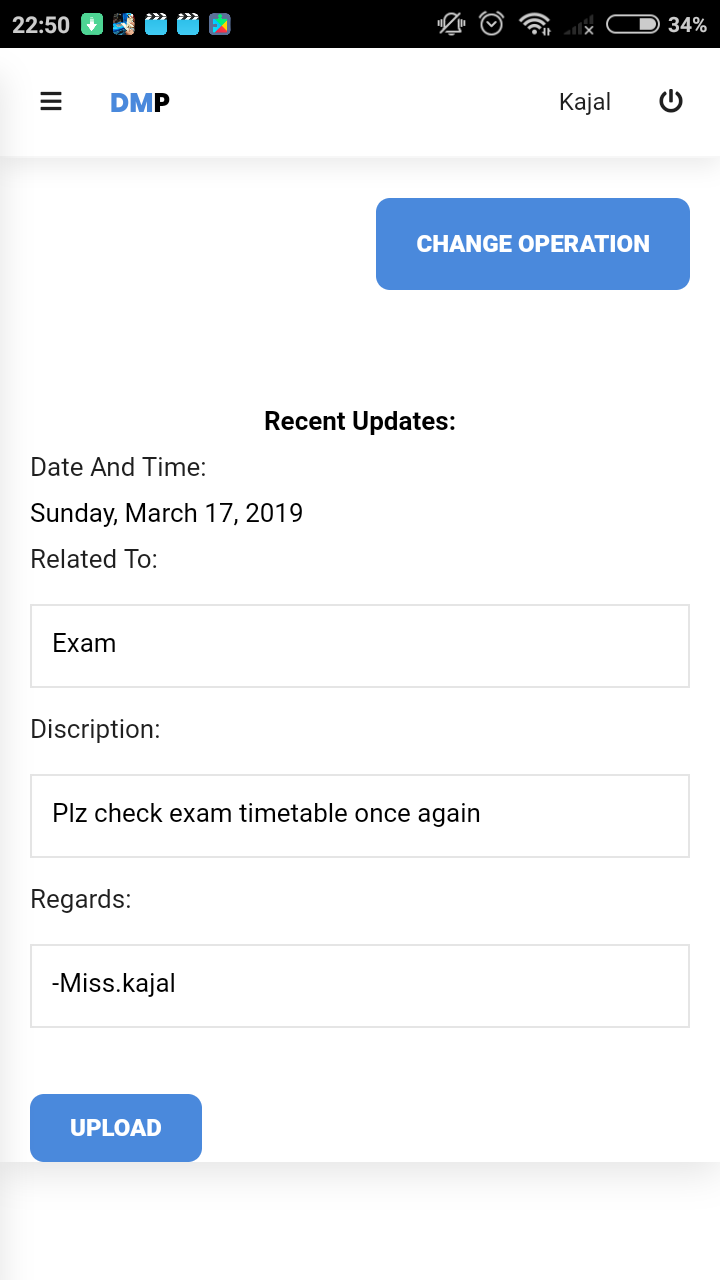 22:50 34%
DMP Kajal
CHANGE OPERATION
Recent Updates:
Date And Time:
Sunday, March 17, 2019
Related To:
Exam
Discription:
Plz check exam timetable once again
Regards:
-Miss.kajal
UPLOAD